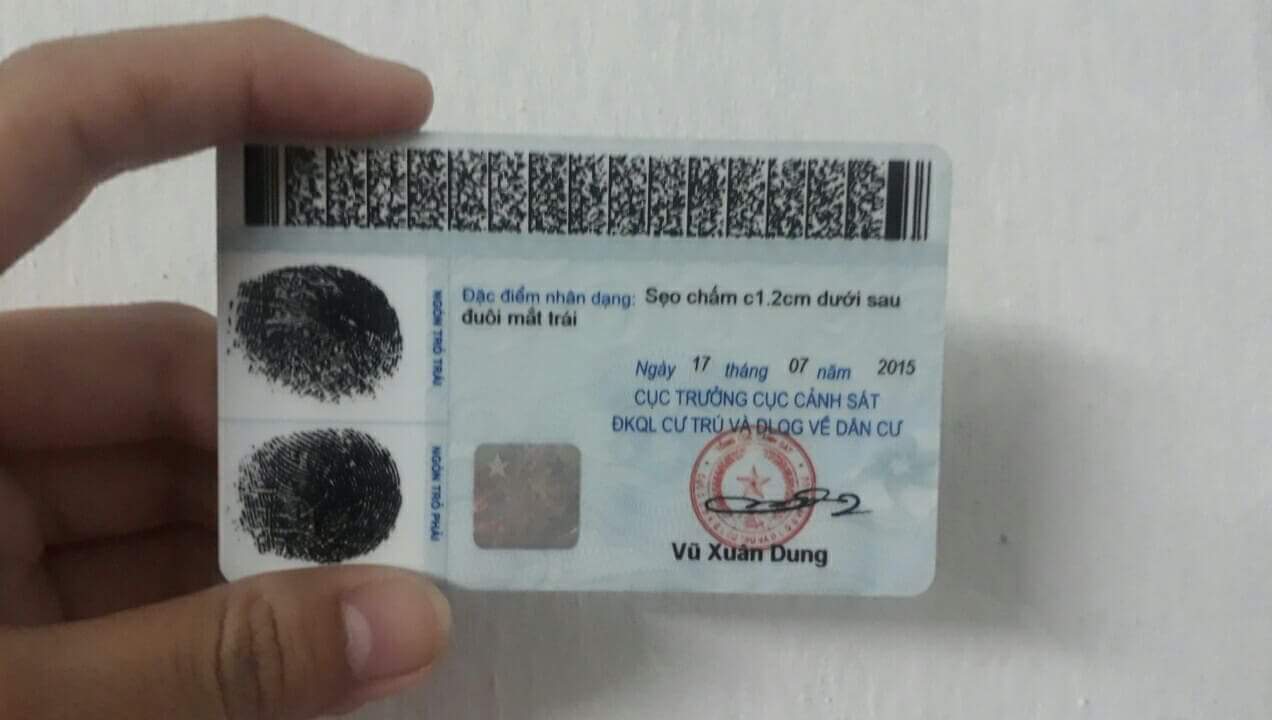 Đặc điểm nhân dạng: Sẹo chấm c1.2cm dưới sau
đuôi mắt trái
Ngày 17 tháng 07 năm 2015
CỤC TRƯỞNG CỤC CẢNH SÁT
ĐKQL CƯ TRÚ VÀ DLQG VỀ DÂN CƯ
Vũ Xuân Dung
NGÓN TRỎ TRÁI
NGÓN TRỎ PHẢI